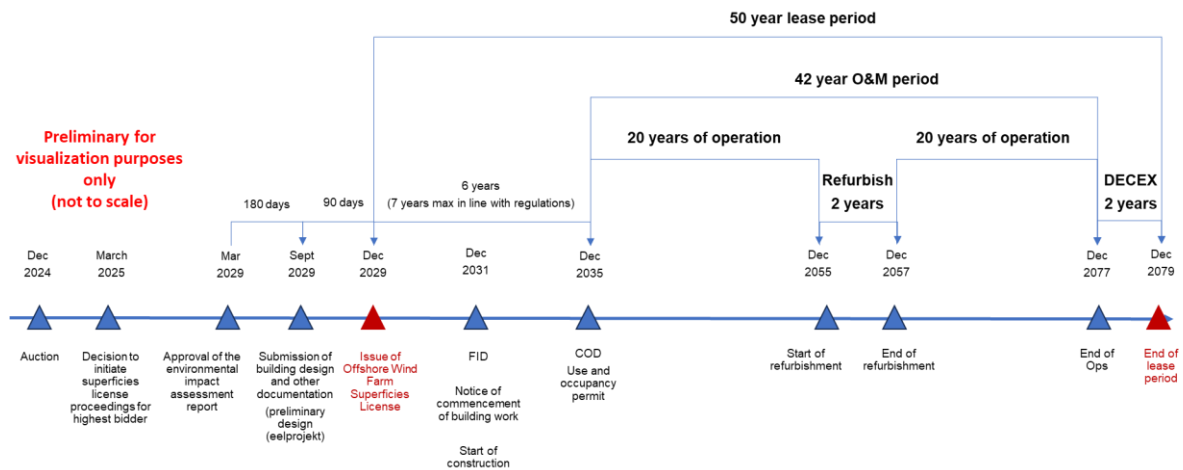 50 year lease period
42 year O&M period
Preliminary for
visualization purposes
only
(not to scale)
20 years of operation
20 years of operation
6 years
(7 years max in line with regulations)
180 days
90 days
Refurbish
2 years
DECEX
2 years
Dec
2024
March
2025
Mar
2029
Sept
2029
Dec
2029
Dec
2031
Dec
2035
Dec
2055
Dec
2057
Dec
2077
Dec
2079
Auction
Decision to
initiate
superficies
license
proceedings for
highest bidder
Approval of the
environmental
impact
assessment
report
Submission of
building design
and other
documentation
(preliminary
design
(eelprojekt)
Issue of
Offshore Wind
Farm
Superficies
License
FID
Notice of
commencement
of building work
Start of
construction
COD
Use and
occupancy
permit
Start of
refurbishment
End of
refurbishment
End of
Ops
End of
lease
period